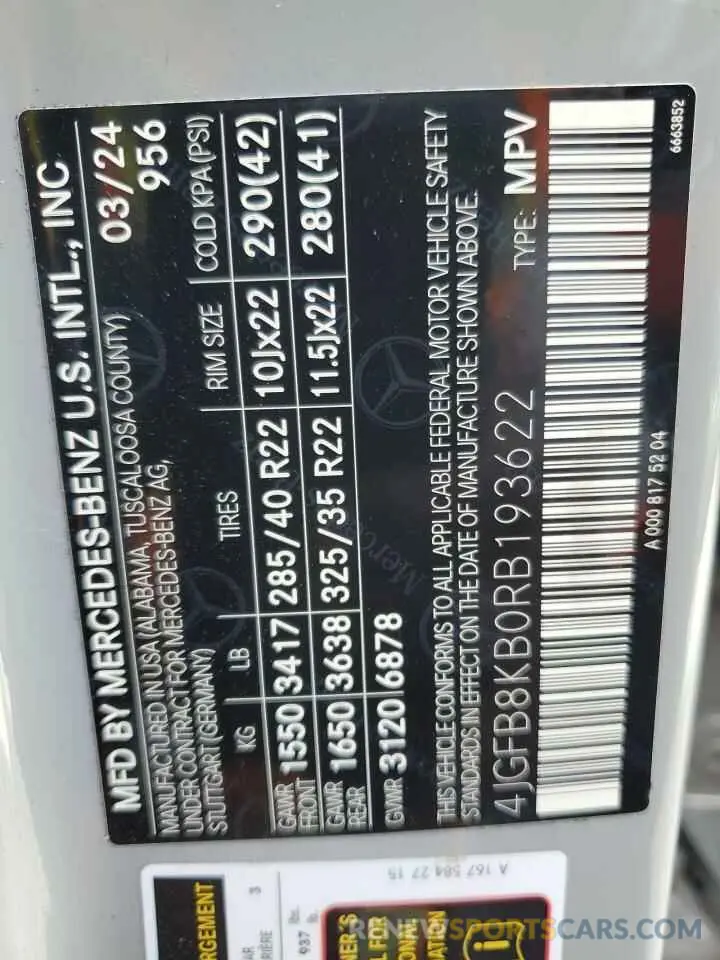 MFD BY MERCEDES-BENZ U.S. INTL., INC
MANUFACTURED IN USA (ALABAMA, TUSCALOOSA COUNTY) 03/24
UNDER CONTRACT FOR MERCEDES-BENZ AG, 956
STUTTGART (GERMANY)
KG LB TIRES RIM SIZE COLD KPA (PSI)
GAWR FRONT 1550 3417 285/40 R22 10Jx22 290(42)
GAWR REAR 1650 3638 325/35 R22 11.5Jx22 280(41)
GVWR 3120 6878
THIS VEHICLE CONFORMS TO ALL APPLICABLE FEDERAL MOTOR VEHICLE SAFETY
STANDARDS IN EFFECT ON THE DATE OF MANUFACTURE SHOWN ABOVE.
4JGFB8KB0RB193622 TYPE: MPV
A 000 817 52 04
6663852
A 167 584 27 15
RENEWSPORTSCARS.COM